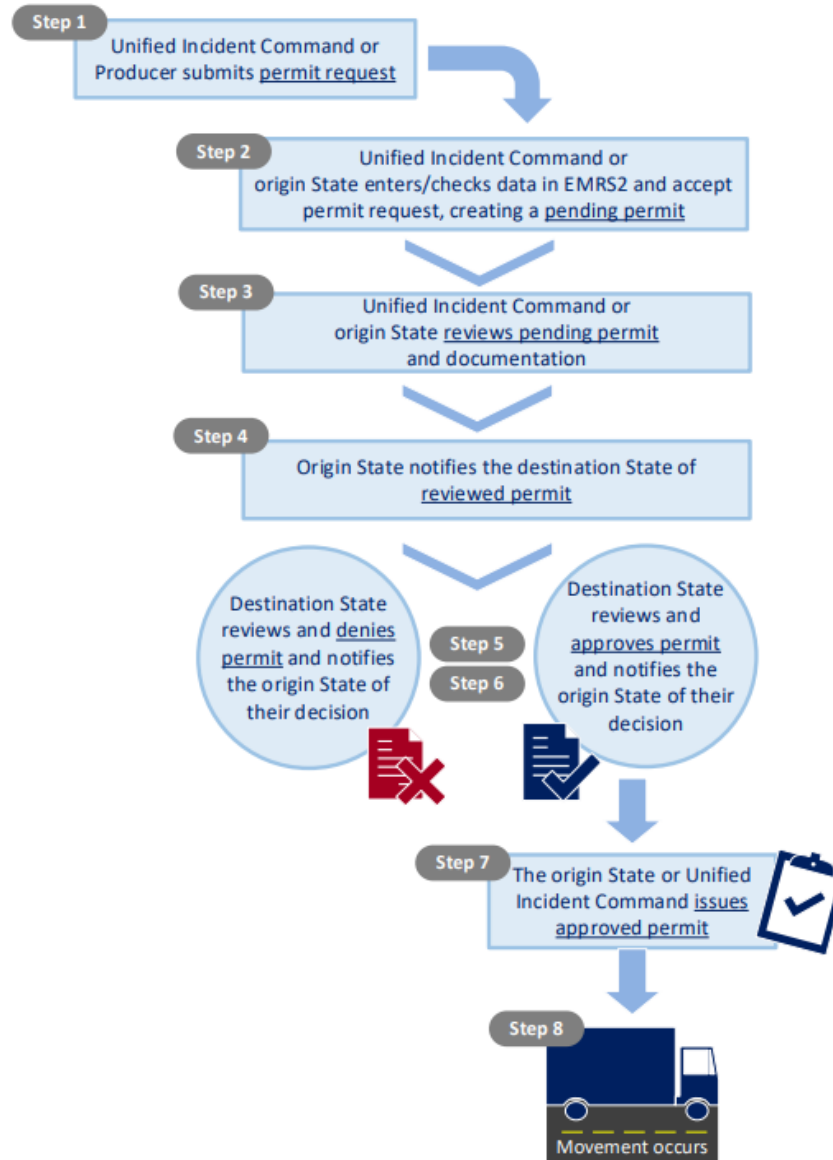 Step 1
Unified Incident Command or
Producer submits permit request
Step 2
Unified Incident Command or
origin State enters/checks data in EMRS2 and accept
permit request, creating a pending permit
Step 3
Unified Incident Command or
origin State reviews pending permit
and documentation
Step 4
Origin State notifies the destination State of
reviewed permit
Destination State
reviews and denies
permit and notifies
the origin State of
their decision
Step 5
Step 6
Destination State
reviews and
approves permit
and notifies the
origin State of their
decision
Step 7
The origin State or Unified
Incident Command issues
approved permit
Step 8
Movement occurs